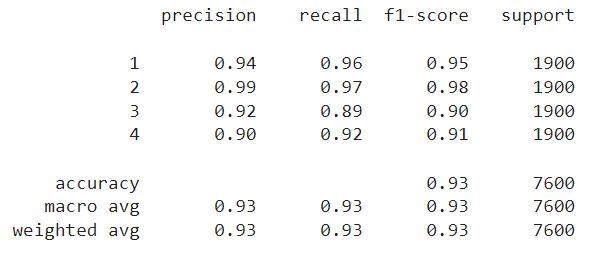 precision recall f1-score support
1 0.94 0.96 0.95 1900
2 0.99 0.97 0.98 1900
3 0.92 0.89 0.90 1900
4 0.90 0.92 0.91 1900
accuracy 0.93 7600
macro avg 0.93 0.93 0.93 7600
weighted avg 0.93 0.93 0.93 7600